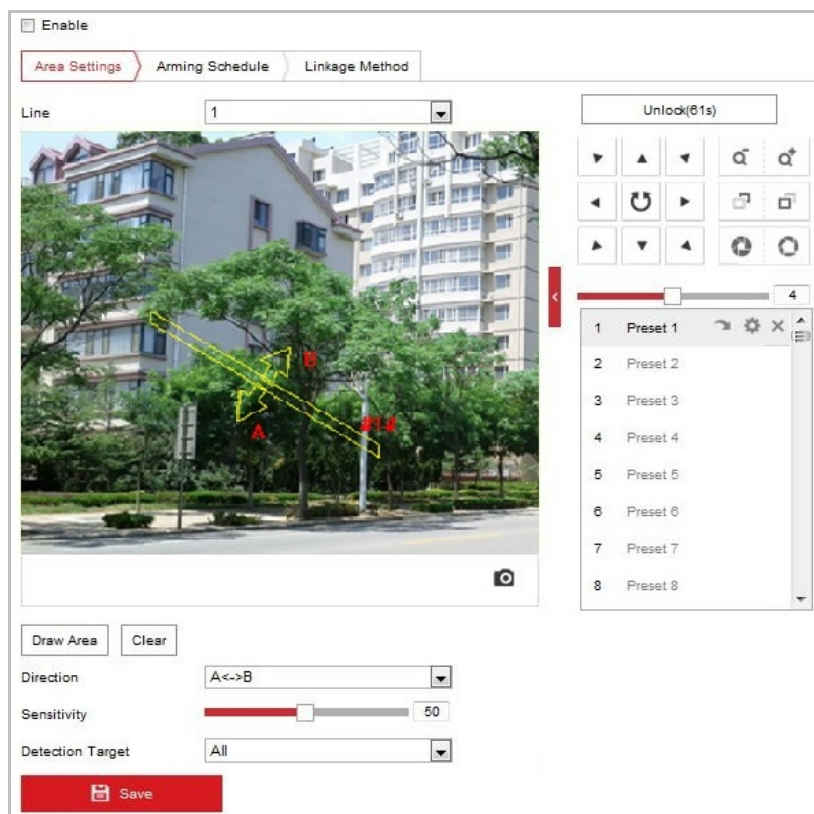 Enable
Area Settings
Arming Schedule
Linkage Method
Line
1
Unlock(61s)
B
A
#1#
4
1 Preset 1
2 Preset 2
3 Preset 3
4 Preset 4
5 Preset 5
6 Preset 6
7 Preset 7
8 Preset 8
Draw Area
Clear
Direction
A<->B
Sensitivity
50
Detection Target
All
Save